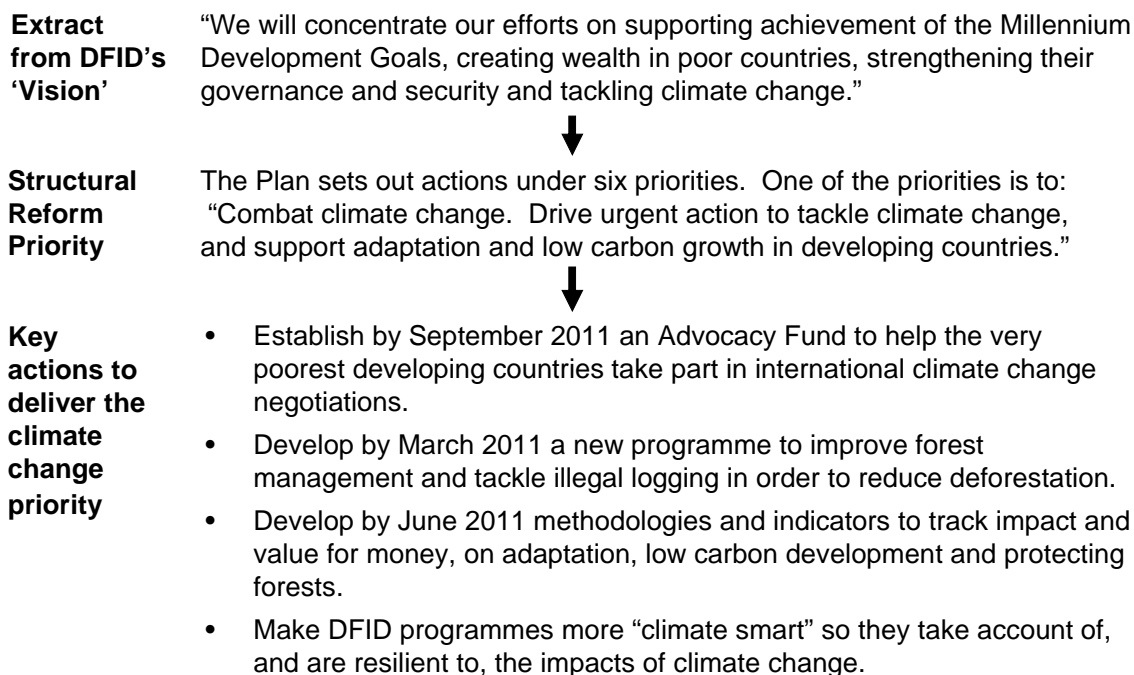 Extract
from DFID’s
‘Vision’
“We will concentrate our efforts on supporting achievement of the Millennium
Development Goals, creating wealth in poor countries, strengthening their
governance and security and tackling climate change.”
Structural
Reform
Priority
The Plan sets out actions under six priorities.  One of the priorities is to:
“Combat climate change.  Drive urgent action to tackle climate change,
and support adaptation and low carbon growth in developing countries.”
Key
actions to
deliver the
climate
change
priority
• Establish by September 2011 an Advocacy Fund to help the very
poorest developing countries take part in international climate change
negotiations.
• Develop by March 2011 a new programme to improve forest
management and tackle illegal logging in order to reduce deforestation.
• Develop by June 2011 methodologies and indicators to track impact and
value for money, on adaptation, low carbon development and protecting
forests.
• Make DFID programmes more “climate smart” so they take account of,
and are resilient to, the impacts of climate change.